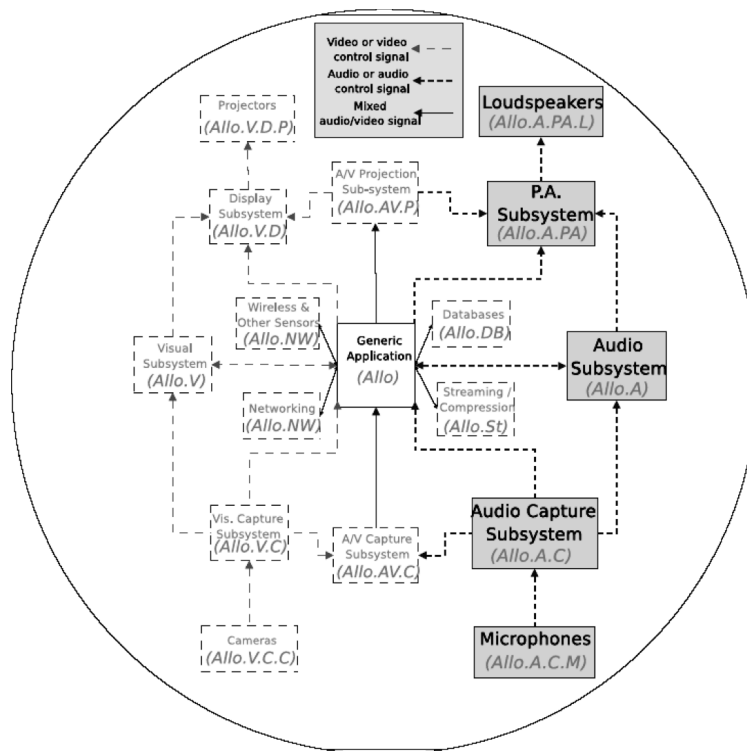 Video or video
control signal
Audio or audio
control signal
Mixed
audio/video signal
Projectors
(Allo.V.D.P)
Loudspeakers
(Allo.A.PA.L)
A/V Projection
Sub-system
(Allo.AV.P)
Display
Subsystem
(Allo.V.D)
P.A.
Subsystem
(Allo.A.PA)
Wireless &
Other Sensors
(Allo.NW)
Databases
(Allo.DB)
Visual
Subsystem
(Allo.V)
Generic
Application
(Allo)
Audio
Subsystem
(Allo.A)
Networking
(Allo.NW)
Streaming /
Compression
(Allo.St)
Vis. Capture
Subsystem
(Allo.V.C)
A/V Capture
Subsystem
(Allo.AV.C)
Audio Capture
Subsystem
(Allo.A.C)
Cameras
(Allo.V.C.C)
Microphones
(Allo.A.C.M)